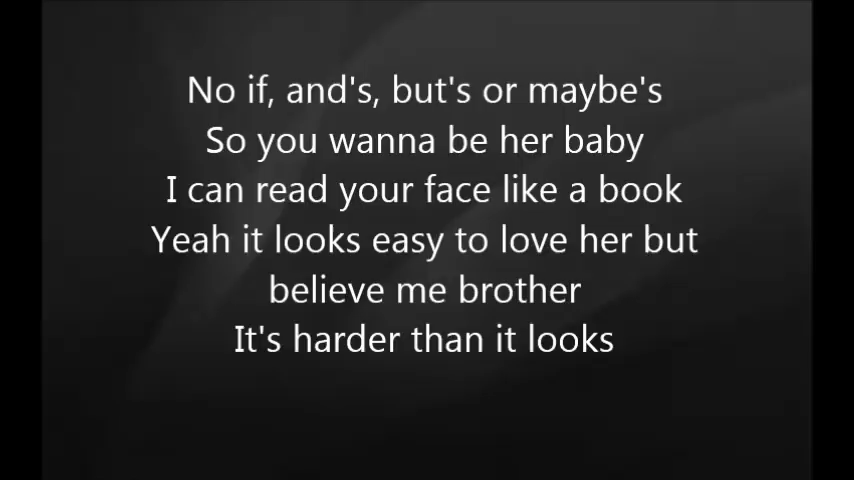 No if, and's, but's or maybe's
So you wanna be her baby
I can read your face like a book
Yeah it looks easy to love her but
believe me brother
It's harder than it looks